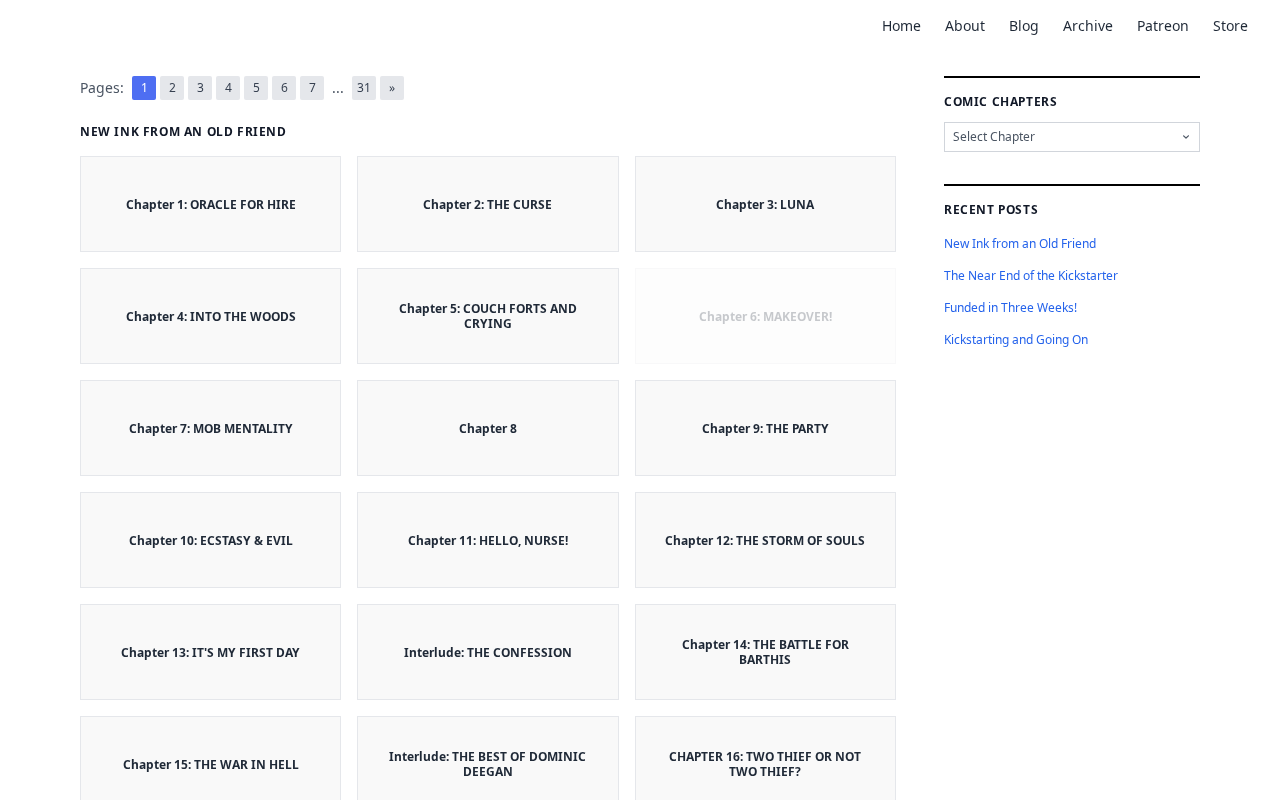 Home About Blog Archive Patreon Store
Pages: 1 2 3 4 5 6 7 ... 31 »
NEW INK FROM AN OLD FRIEND
Chapter 1: ORACLE FOR HIRE
Chapter 2: THE CURSE
Chapter 3: LUNA
Chapter 4: INTO THE WOODS
Chapter 5: COUCH FORTS AND
CRYING
Chapter 6: MAKEOVER!
Chapter 7: MOB MENTALITY
Chapter 8
Chapter 9: THE PARTY
Chapter 10: ECSTASY & EVIL
Chapter 11: HELLO, NURSE!
Chapter 12: THE STORM OF SOULS
Chapter 13: IT'S MY FIRST DAY
Interlude: THE CONFESSION
Chapter 14: THE BATTLE FOR
BARTHIS
Chapter 15: THE WAR IN HELL
Interlude: THE BEST OF DOMINIC
DEEGAN
CHAPTER 16: TWO THIEF OR NOT
TWO THIEF?
COMIC CHAPTERS
Select Chapter
RECENT POSTS
New Ink from an Old Friend
The Near End of the Kickstarter
Funded in Three Weeks!
Kickstarting and Going On